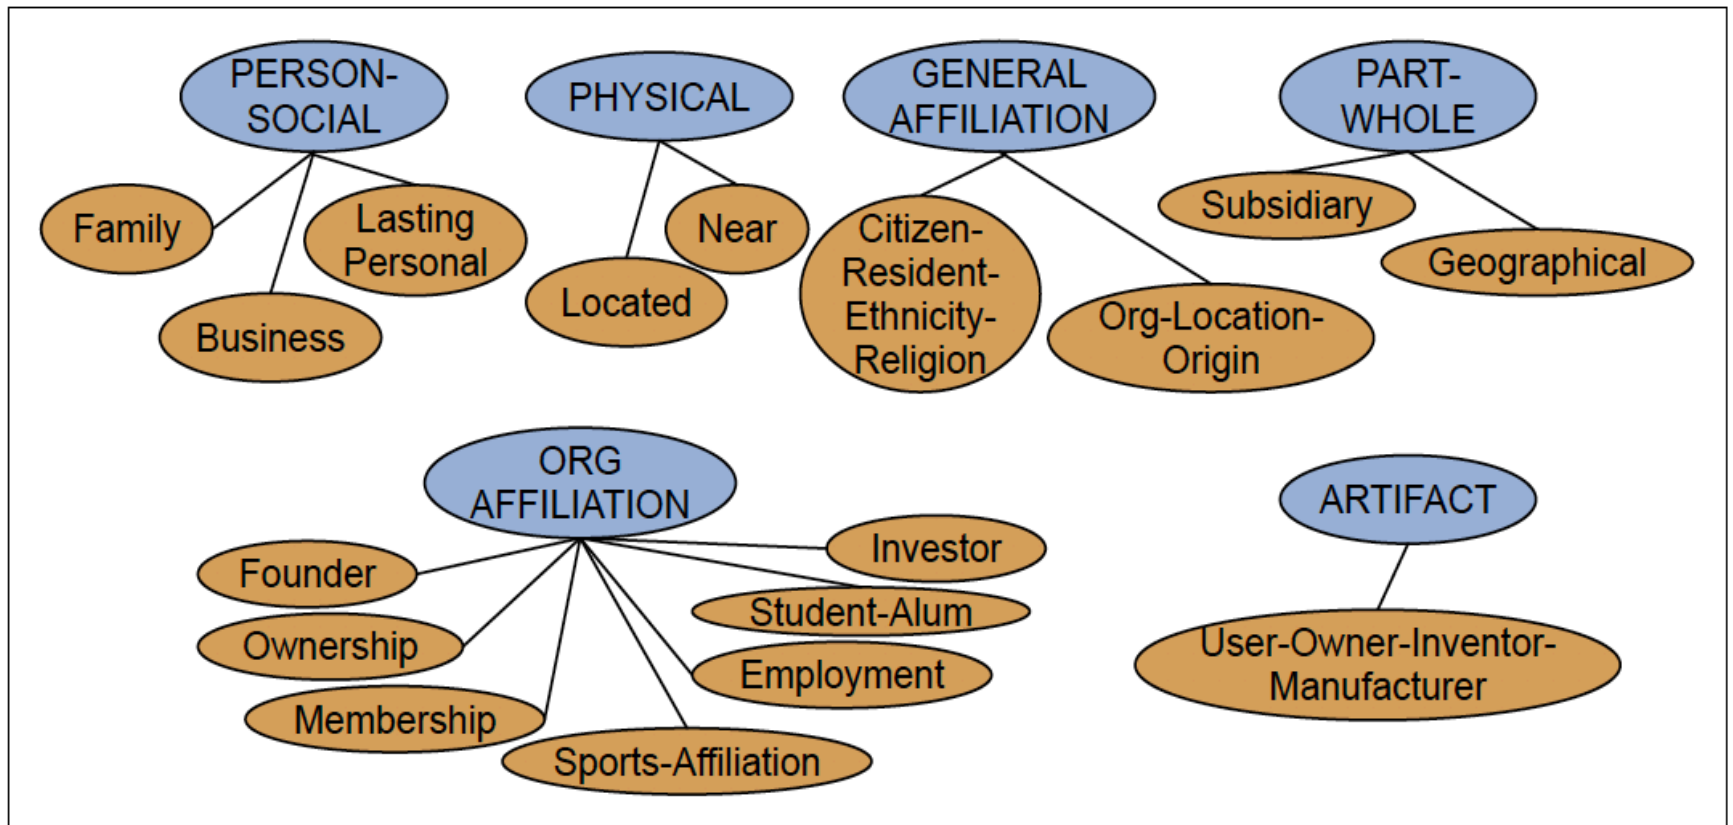 PERSON-
SOCIAL
PHYSICAL
GENERAL
AFFILIATION
PART-
WHOLE
Family
Lasting
Personal
Business
Near
Located
Citizen-
Resident-
Ethnicity-
Religion
Org-Location-
Origin
Subsidiary
Geographical
ORG
AFFILIATION
Founder
Ownership
Membership
Sports-Affiliation
Employment
Student-Alum
Investor
ARTIFACT
User-Owner-Inventor-
Manufacturer